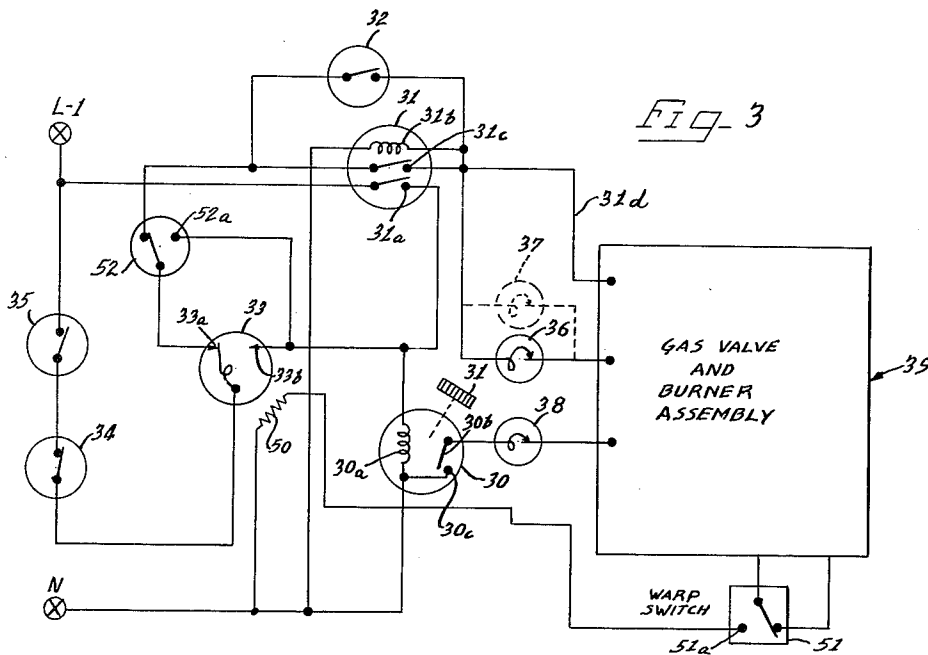 32
L-1
31
31b
31c
Fig. 3
52a
31a
31d
52
37
35
33a
33
36
33b
GAS VALVE
AND
BURNER
ASSEMBLY
39
31
38
34
50
30b
30a
30
30c
N
WARP
SWITCH
51a
51